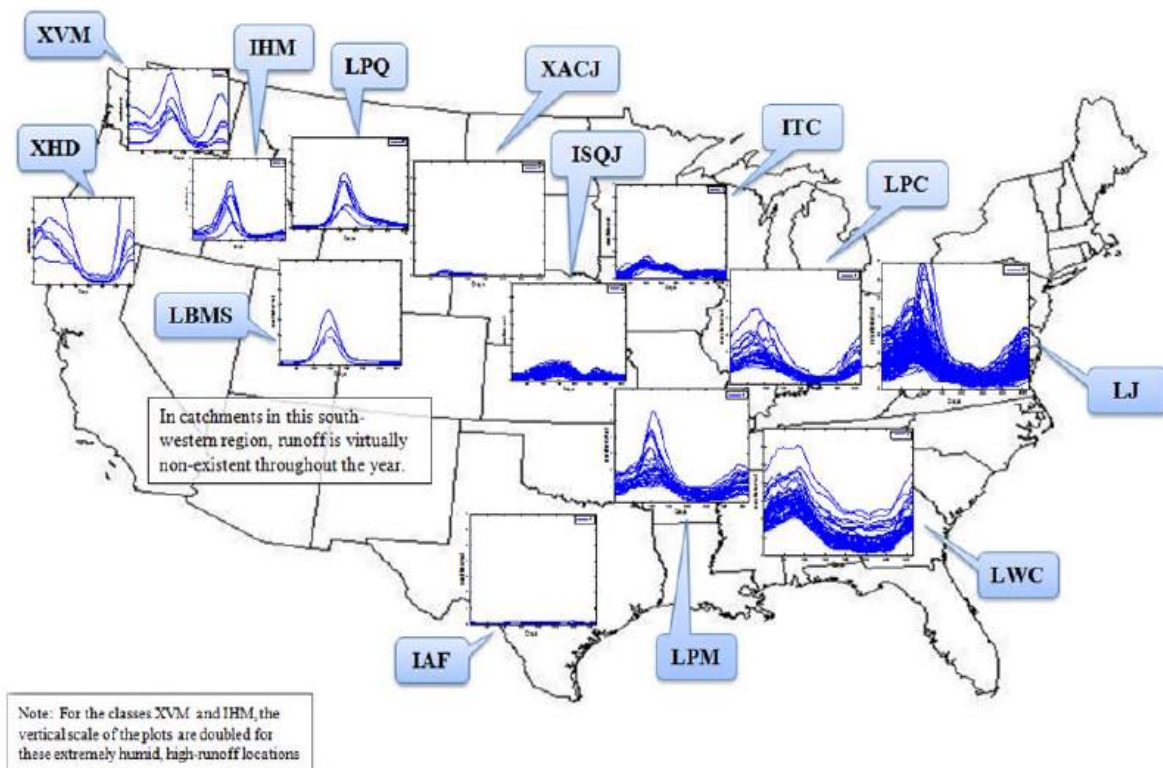 XVM
IHM
LPQ
XACJ
ITC
XHD
ISQJ
LPC
LBMS
LJ
In catchments in this south-
western region, runoff is virtually
non-existent throughout the year.
LWC
IAF
LPM
Note: For the classes XVM and IHM, the
vertical scale of the plots are doubled for
these extremely humid, high-runoff locations